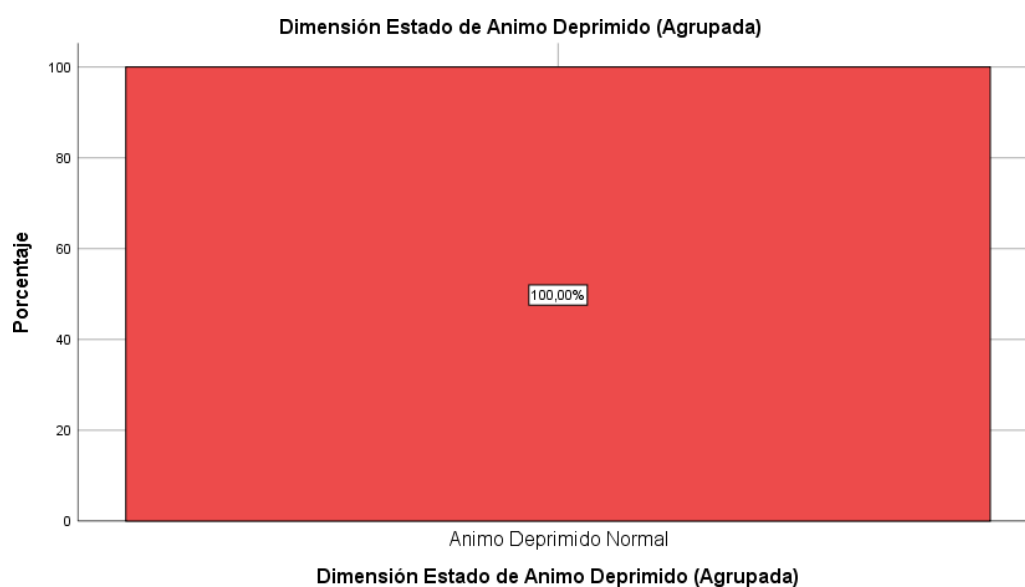 Dimensión Estado de Animo Deprimido (Agrupada)
100
80
60
40
20
0
Porcentaje
100,00%
Animo Deprimido Normal
Dimensión Estado de Animo Deprimido (Agrupada)